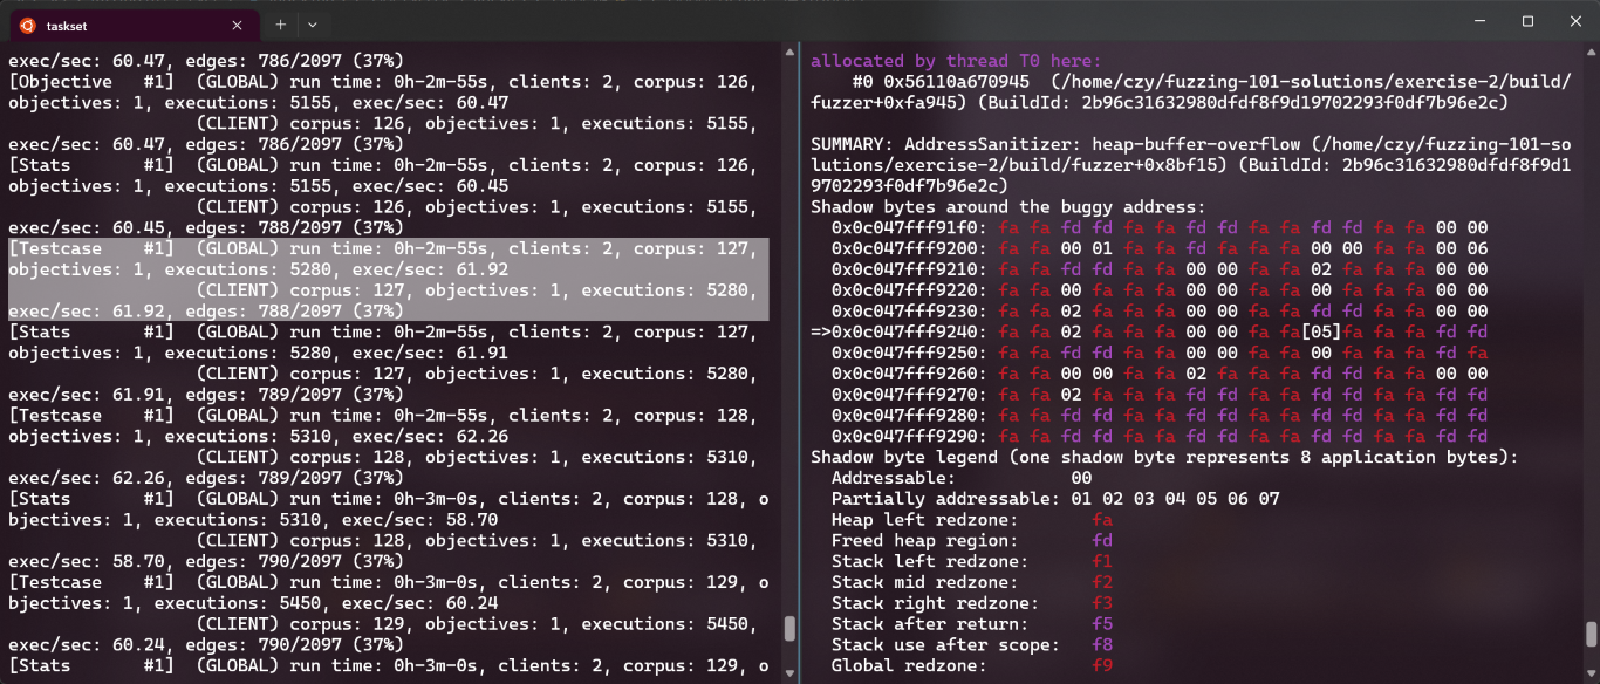 taskset
exec/sec: 60.47, edges: 786/2097 (37%)
[Objective   #1]  (GLOBAL) run time: 0h-2m-55s, clients: 2, corpus: 126,
objectives: 1, executions: 5155, exec/sec: 60.47
                  (CLIENT) corpus: 126, objectives: 1, executions: 5155,
exec/sec: 60.47, edges: 786/2097 (37%)
[Stats       #1]  (GLOBAL) run time: 0h-2m-55s, clients: 2, corpus: 126,
objectives: 1, executions: 5155, exec/sec: 60.45
                  (CLIENT) corpus: 126, objectives: 1, executions: 5155,
exec/sec: 60.45, edges: 788/2097 (37%)
[Testcase    #1]  (GLOBAL) run time: 0h-2m-55s, clients: 2, corpus: 127,
objectives: 1, executions: 5280, exec/sec: 61.92
                  (CLIENT) corpus: 127, objectives: 1, executions: 5280,
exec/sec: 61.92, edges: 788/2097 (37%)
[Stats       #1]  (GLOBAL) run time: 0h-2m-55s, clients: 2, corpus: 127,
objectives: 1, executions: 5280, exec/sec: 61.91
                  (CLIENT) corpus: 127, objectives: 1, executions: 5280,
exec/sec: 61.91, edges: 789/2097 (37%)
[Testcase    #1]  (GLOBAL) run time: 0h-2m-55s, clients: 2, corpus: 128,
objectives: 1, executions: 5310, exec/sec: 62.26
                  (CLIENT) corpus: 128, objectives: 1, executions: 5310,
exec/sec: 62.26, edges: 789/2097 (37%)
[Stats       #1]  (GLOBAL) run time: 0h-3m-0s, clients: 2, corpus: 128, o
bjectives: 1, executions: 5310, exec/sec: 58.70
                  (CLIENT) corpus: 128, objectives: 1, executions: 5310,
exec/sec: 58.70, edges: 790/2097 (37%)
[Testcase    #1]  (GLOBAL) run time: 0h-3m-0s, clients: 2, corpus: 129, o
bjectives: 1, executions: 5450, exec/sec: 60.24
                  (CLIENT) corpus: 129, objectives: 1, executions: 5450,
exec/sec: 60.24, edges: 790/2097 (37%)
[Stats       #1]  (GLOBAL) run time: 0h-3m-0s, clients: 2, corpus: 129, o
allocated by thread T0 here:
    #0 0x56110a670945  (/home/czy/fuzzing-101-solutions/exercise-2/build/
fuzzer+0xfa945) (BuildId: 2b96c31632980dfdf8f9d19702293f0df7b96e2c)
SUMMARY: AddressSanitizer: heap-buffer-overflow (/home/czy/fuzzing-101-so
lutions/exercise-2/build/fuzzer+0x8bf15) (BuildId: 2b96c31632980dfdf8f9d1
9702293f0df7b96e2c)
Shadow bytes around the buggy address:
  0x0c047fff91f0: fa fa fd fd fa fa fd fd fa fa fd fd fa fa 00 00
  0x0c047fff9200: fa fa 00 01 fa fa fd fa fa fa 00 00 fa fa 00 06
  0x0c047fff9210: fa fa fd fd fa fa 00 00 fa fa 02 fa fa fa 00 00
  0x0c047fff9220: fa fa 00 fa fa fa 00 fa fa fa 00 fa fa fa 00 00
  0x0c047fff9230: fa fa 02 fa fa fa 00 00 fa fa fd fd fa fa 00 00
=>0x0c047fff9240: fa fa 02 fa fa fa 00 00 fa fa[05]fa fa fa fd fd
  0x0c047fff9250: fa fa fd fd fa fa 00 00 fa fa 00 fa fa fa fd fa
  0x0c047fff9260: fa fa 00 00 fa fa 02 fa fa fa fd fd fa fa 00 00
  0x0c047fff9270: fa fa 02 fa fa fa fd fd fa fa fd fd fa fa fd fd
  0x0c047fff9280: fa fa fd fd fa fa fd fd fa fa fd fd fa fa fd fd
  0x0c047fff9290: fa fa fd fd fa fa fd fd fa fa fd fd fa fa fd fd
Shadow byte legend (one shadow byte represents 8 application bytes):
  Addressable:           00
  Partially addressable: 01 02 03 04 05 06 07
  Heap left redzone:       fa
  Freed heap region:       fd
  Stack left redzone:      f1
  Stack mid redzone:       f2
  Stack right redzone:     f3
  Stack after return:      f5
  Stack use after scope:   f8
  Global redzone:          f9